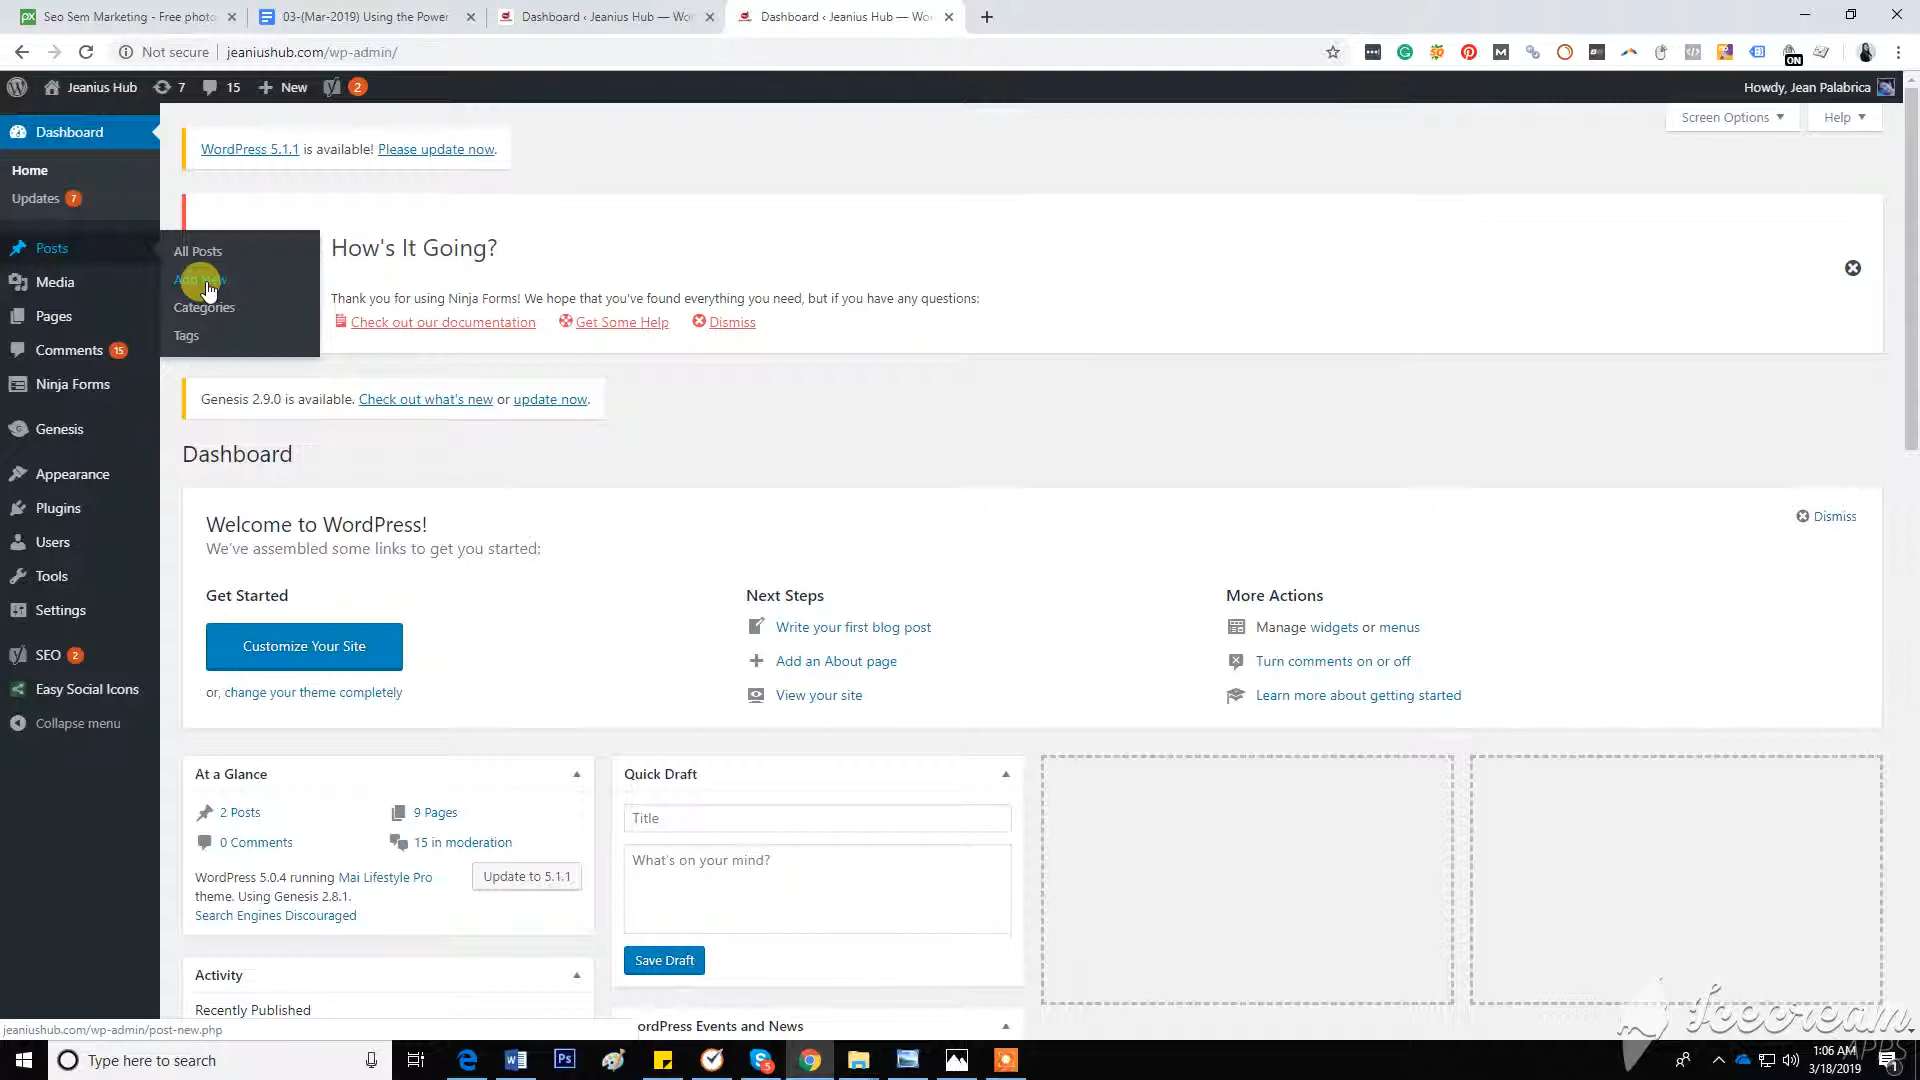 Seo Sem Marketing - Free photo
03-(Mar-2019) Using the Power
Dashboard ‹ Jeanius Hub — Wo
Dashboard ‹ Jeanius Hub — Wo
Not secure
jeaniushub.com/wp-admin/
ON
Jeanius Hub
7
15
New
2
Howdy, Jean Palabrica
Dashboard
Home
Updates 7
Posts
Media
Pages
Comments 15
Ninja Forms
Genesis
Appearance
Plugins
Users
Tools
Settings
SEO 2
Easy Social Icons
Collapse menu
All Posts
Add New
Categories
Tags
Screen Options
Help
WordPress 5.1.1 is available! Please update now.
How's It Going?
Thank you for using Ninja Forms! We hope that you've found everything you need, but if you have any questions:
Check out our documentation
Get Some Help
Dismiss
Genesis 2.9.0 is available. Check out what's new or update now.
Dashboard
Welcome to WordPress!
We've assembled some links to get you started:
Dismiss
Get Started
Customize Your Site
or, change your theme completely
Next Steps
Write your first blog post
Add an About page
View your site
More Actions
Manage widgets or menus
Turn comments on or off
Learn more about getting started
At a Glance
2 Posts
9 Pages
0 Comments
15 in moderation
WordPress 5.0.4 running Mai Lifestyle Pro
theme. Using Genesis 2.8.1.
Update to 5.1.1
Search Engines Discouraged
Activity
Recently Published
Quick Draft
Title
What's on your mind?
Save Draft
ordPress Events and News
jeaniushub.com/wp-admin/post-new.php
Icecream
APPS
Type here to search
1:06 AM
3/18/2019